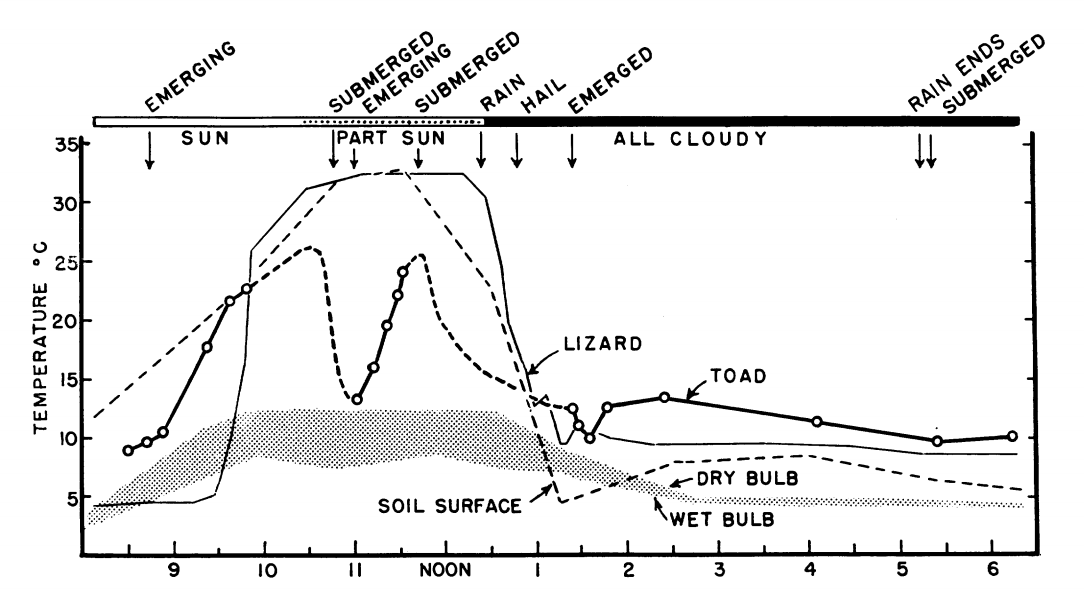 EMERGING
SUBMERGED
EMERGING
SUBMERGED
RAIN
HAIL
EMERGED
RAIN ENDS
SUBMERGED
SUN
PART SUN
ALL CLOUDY
TEMPERATURE °C
35
30
25
20
15
10
5
LIZARD
TOAD
DRY BULB
SOIL SURFACE
WET BULB
9 10 11 NOON 1 2 3 4 5 6